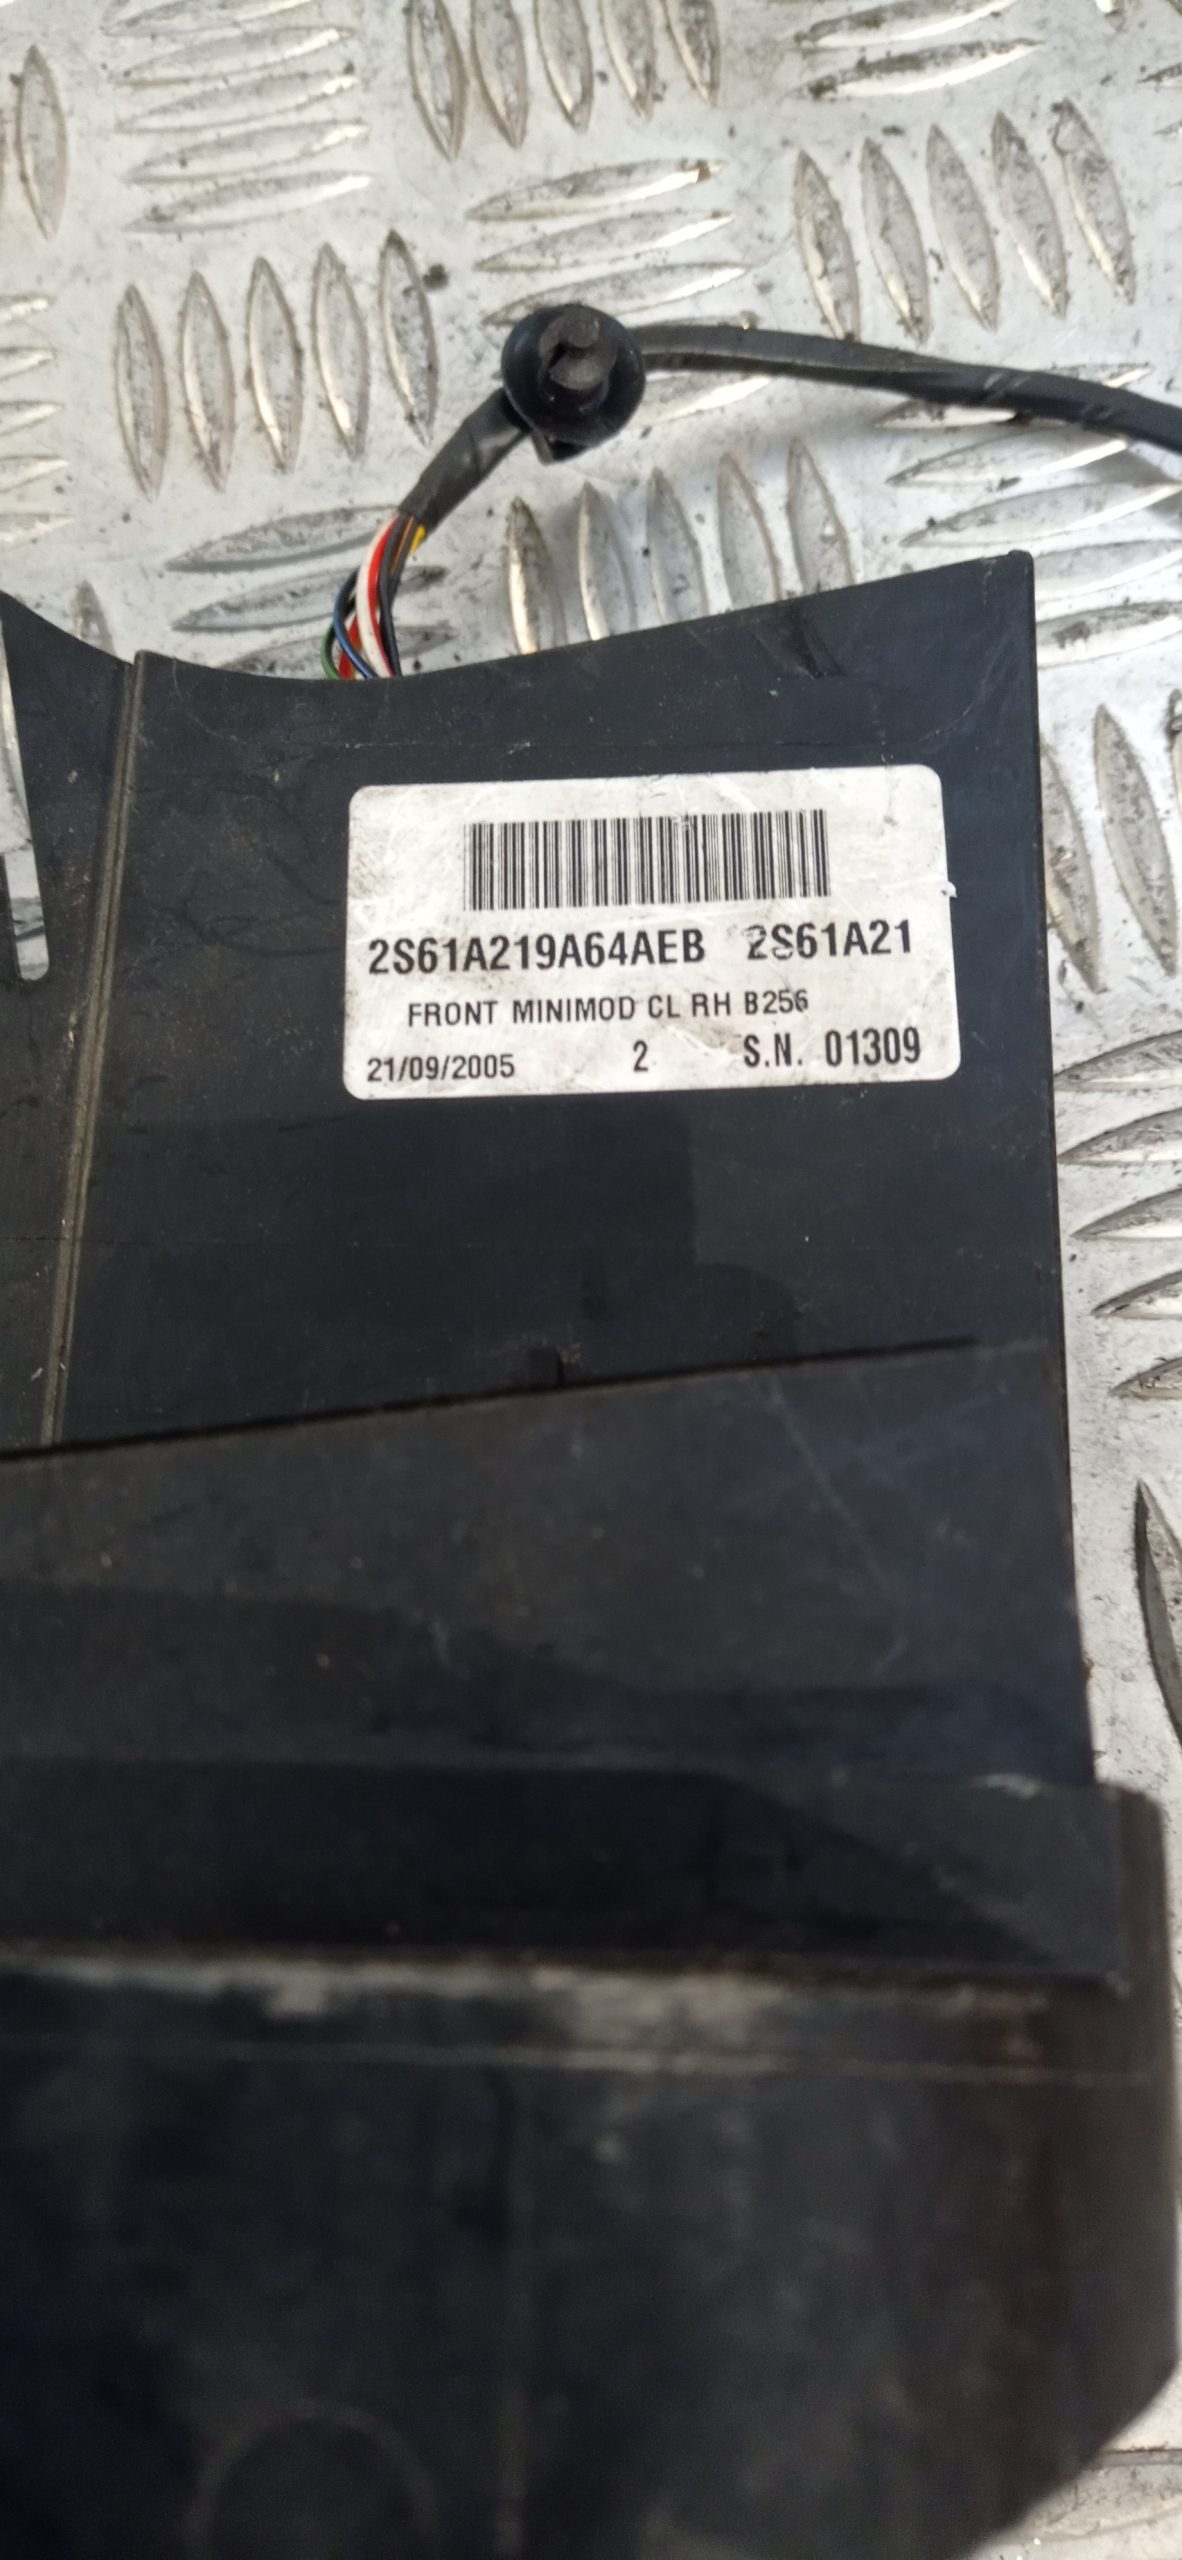 2S61A219A64AEB 2S61A21
FRONT MINIMOD CL RH B256
21/09/2005 2 S.N. 01309